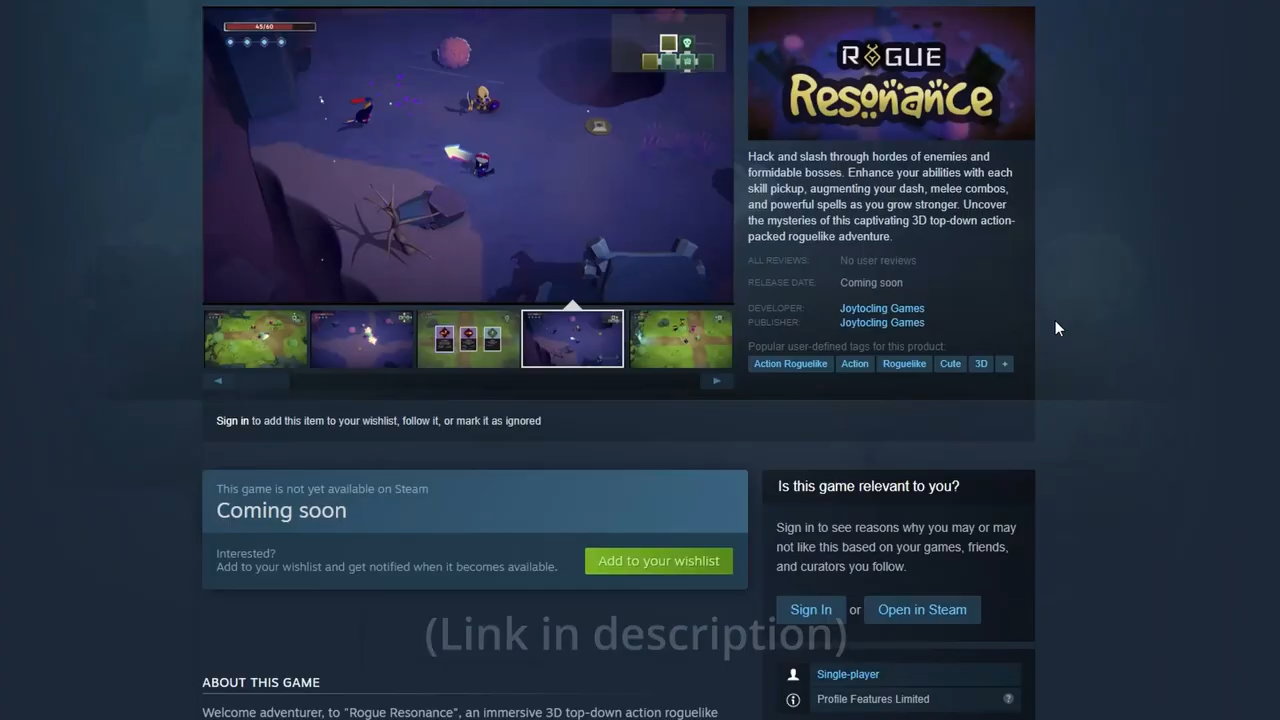 45/60
ROGUE
Resonance
Hack and slash through hordes of enemies and
formidable bosses. Enhance your abilities with each
skill pickup, augmenting your dash, melee combos,
and powerful spells as you grow stronger. Uncover
the mysteries of this captivating 3D top-down action-
packed roguelike adventure.
ALL REVIEWS: No user reviews
RELEASE DATE: Coming soon
DEVELOPER: Joytocling Games
PUBLISHER: Joytocling Games
Popular user-defined tags for this product:
Action Roguelike Action Roguelike Cute 3D +
Sign in to add this item to your wishlist, follow it, or mark it as ignored
This game is not yet available on Steam
Coming soon
Interested?
Add to your wishlist and get notified when it becomes available.
Add to your wishlist
Is this game relevant to you?
Sign in to see reasons why you may or may
not like this based on your games, friends,
and curators you follow.
Sign In or Open in Steam
(Link in description)
Single-player
Profile Features Limited ?
ABOUT THIS GAME
Welcome adventurer, to "Rogue Resonance", an immersive 3D top-down action roguelike